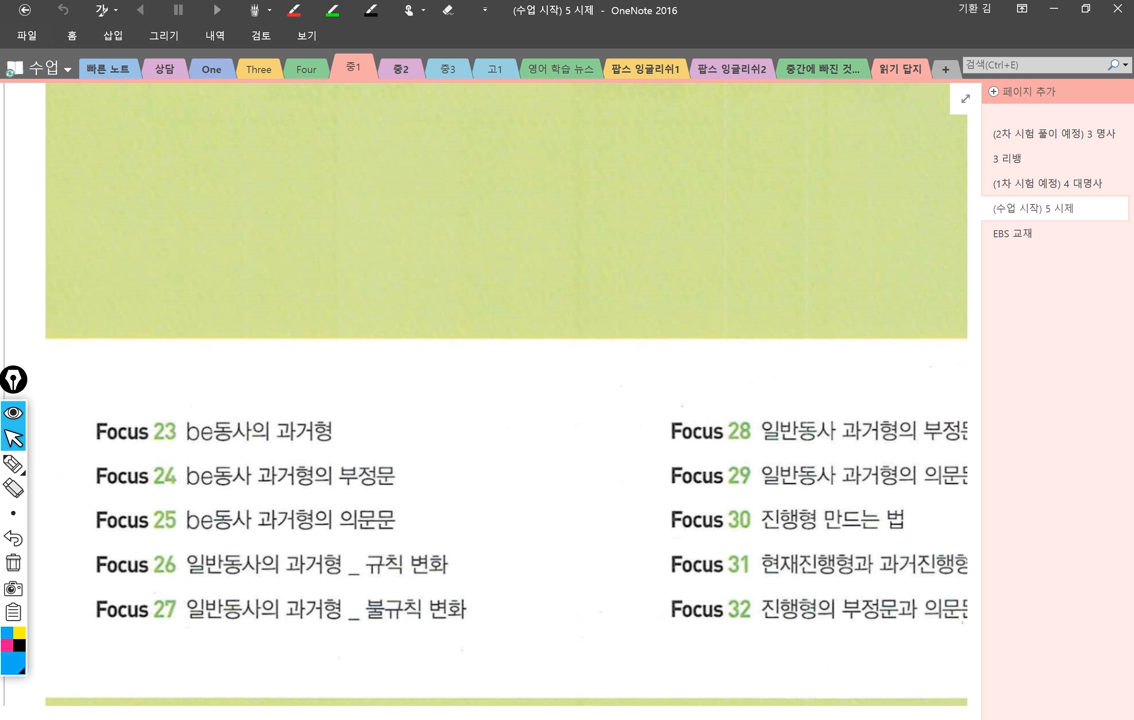 (수업 시작) 5 시제 - OneNote 2016
기환 김
파일 홈 삽입 그리기 내역 검토 보기
수업 빠른 노트 상담 One Three Four 중1 중2 중3 고1 영어 학습 뉴스 팝스 잉글리쉬1 팝스 잉글리쉬2 중간에 빠진 것... 읽기 답지 + 검색(Ctrl+E)
페이지 추가
(2차 시험 풀이 예정) 3 명사
3 리뱅
(1차 시험 예정) 4 대명사
(수업 시작) 5 시제
EBS 교재
Focus 23 be동사의 과거형
Focus 24 be동사 과거형의 부정문
Focus 25 be동사 과거형의 의문문
Focus 26 일반동사의 과거형 _ 규칙 변화
Focus 27 일반동사의 과거형 _ 불규칙 변화
Focus 28 일반동사 과거형의 부정문
Focus 29 일반동사 과거형의 의문문
Focus 30 진행형 만드는 법
Focus 31 현재진행형과 과거진행형
Focus 32 진행형의 부정문과 의문문